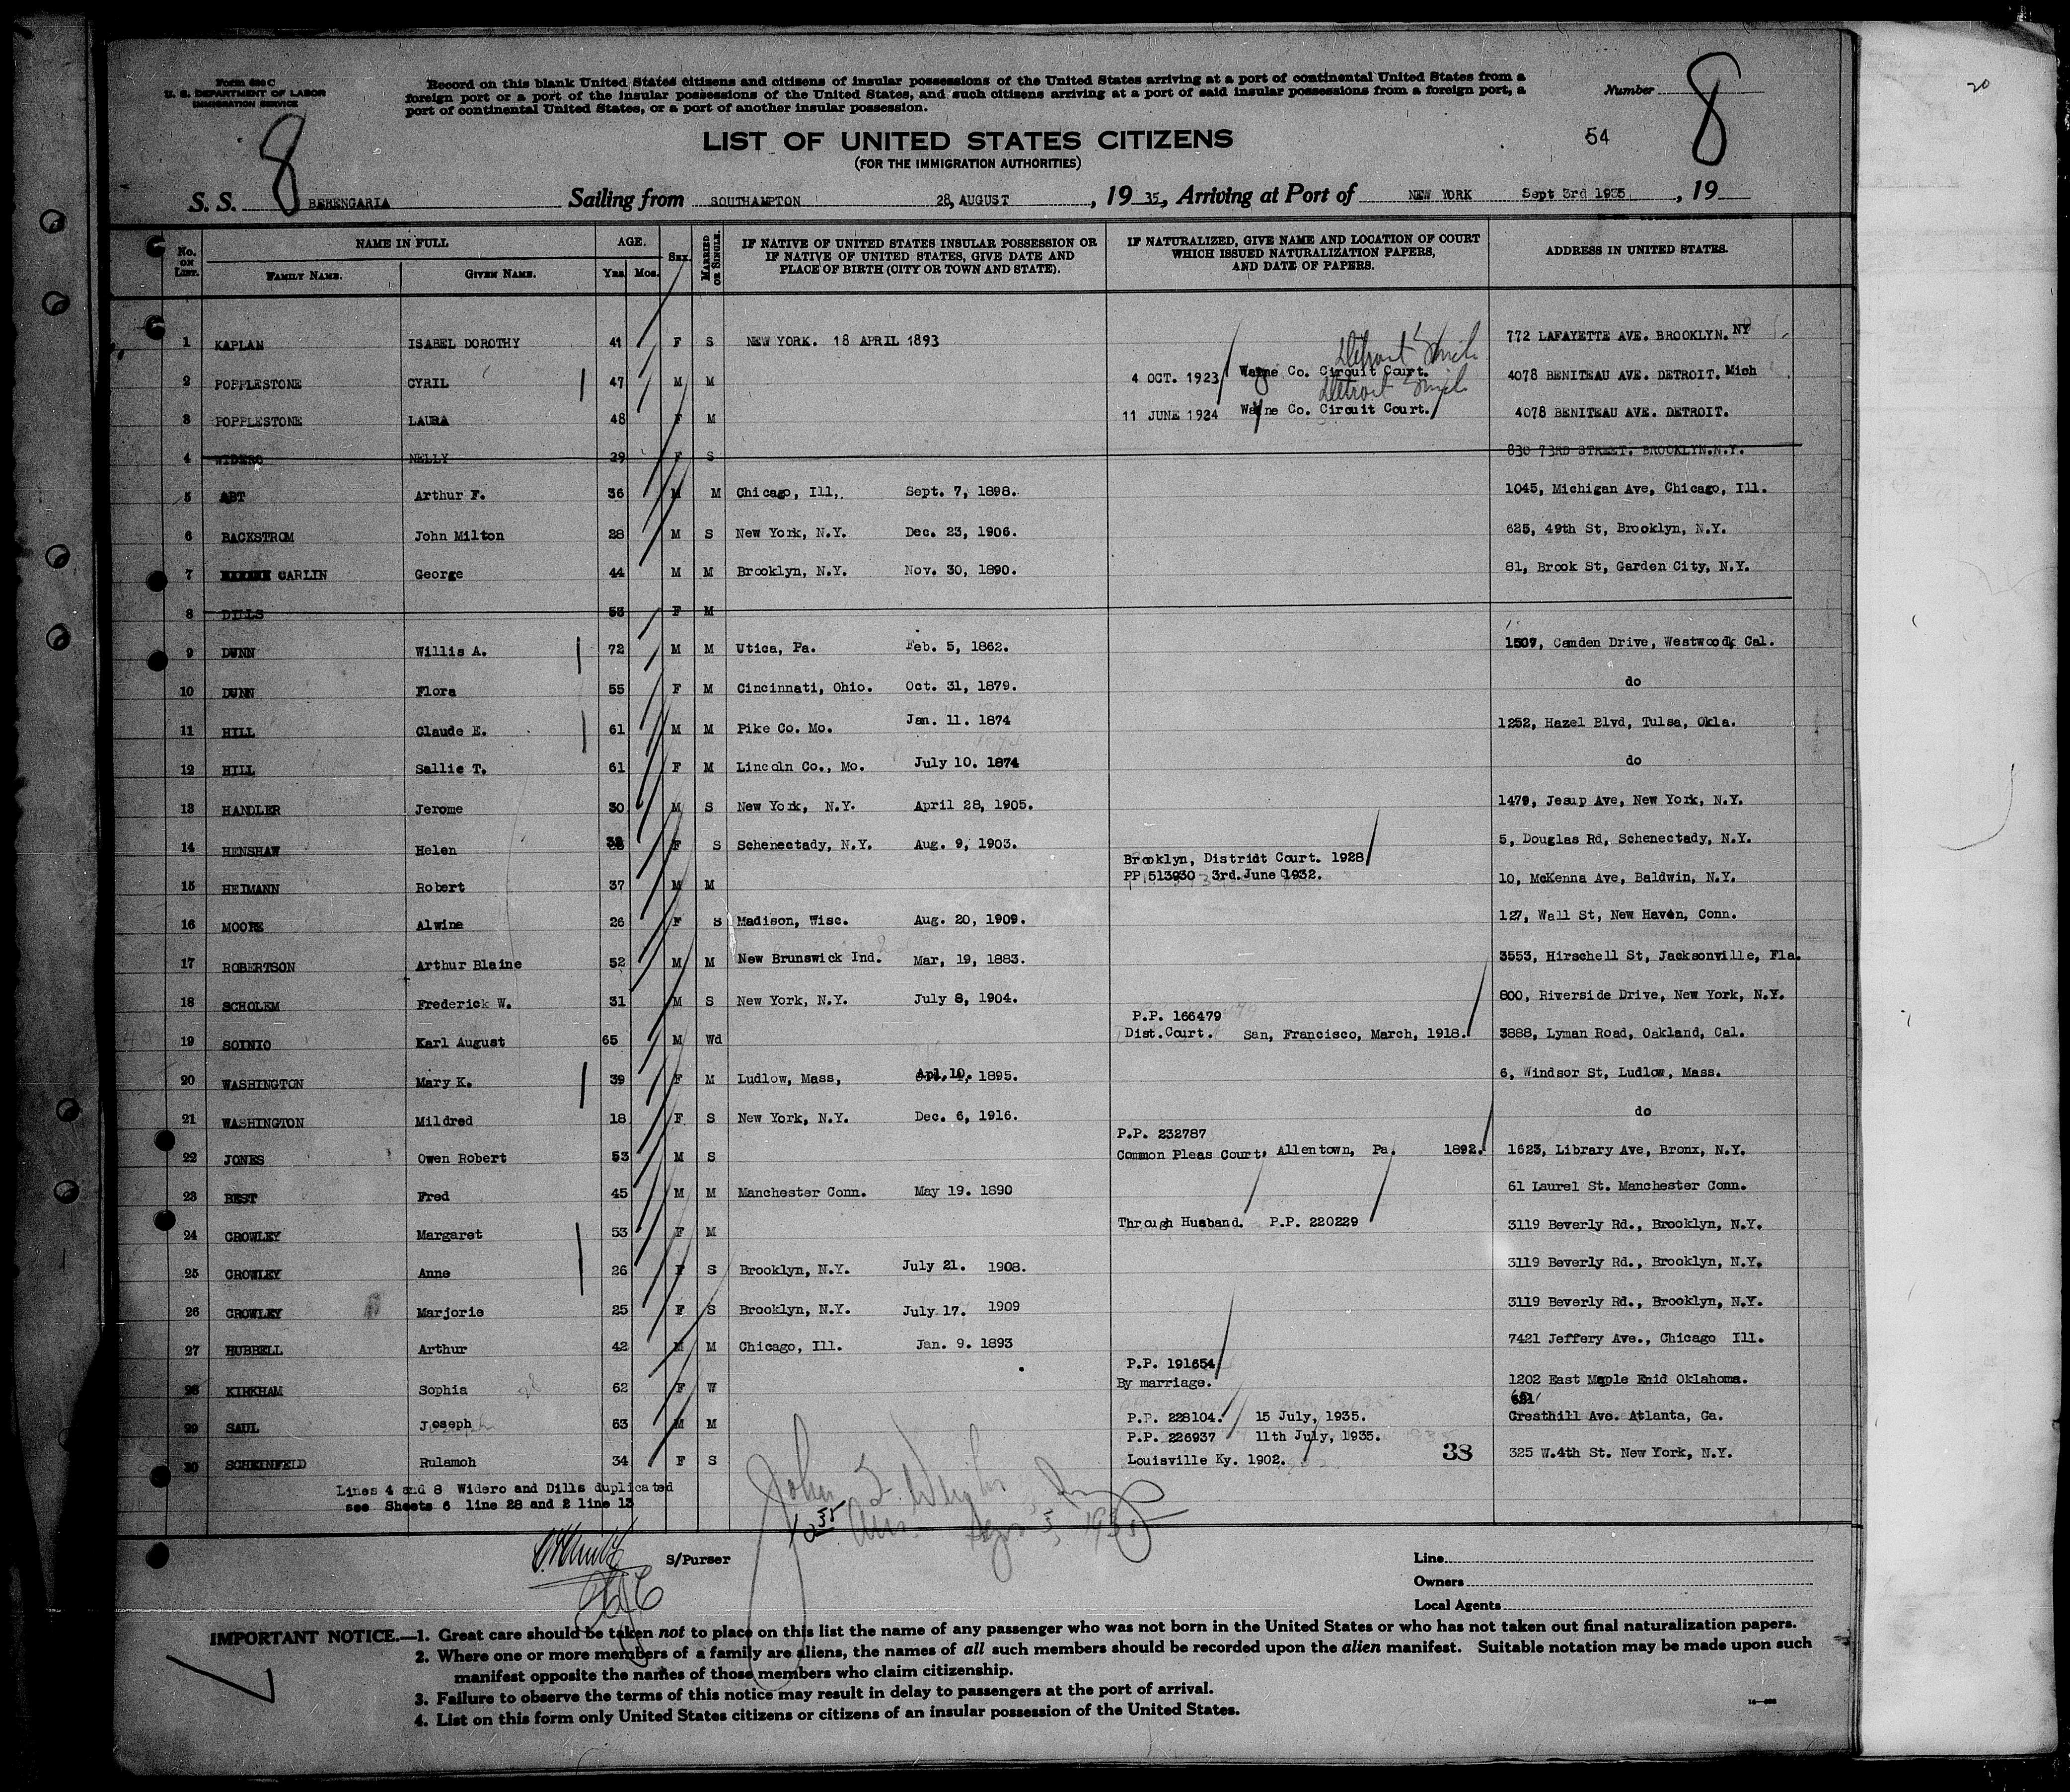 Form 630 C
U. S. DEPARTMENT OF LABOR
IMMIGRATION SERVICE
Record on this blank United States citizens and citizens of insular possessions of the United States arriving at a port of continental United States from a
foreign port or a port of the insular possessions of the United States, and such citizens arriving at a port of said insular possessions from a foreign port, a
port of continental United States, or a port of another insular possession.
Number 8
20
8
LIST OF UNITED STATES CITIZENS
(FOR THE IMMIGRATION AUTHORITIES)
54
S. S. BERENGARIA Sailing from SOUTHAMPTON 28, AUGUST, 19 35, Arriving at Port of NEW YORK Sept 3rd 1935, 19
No. ON LIST. NAME IN FULL FAMILY NAME. GIVEN NAME. AGE. Yrs. Mos. SEX. MARRIED OR SINGLE. IF NATIVE OF UNITED STATES INSULAR POSSESSION OR IF NATIVE OF UNITED STATES, GIVE DATE AND PLACE OF BIRTH (CITY OR TOWN AND STATE). IF NATURALIZED, GIVE NAME AND LOCATION OF COURT WHICH ISSUED NATURALIZATION PAPERS, AND DATE OF PAPERS. ADDRESS IN UNITED STATES.
1 KAPLAN ISABEL DOROTHY 41 F S NEW YORK. 18 APRIL 1893 772 LAFAYETTE AVE. BROOKLYN. NY
Detroit Mich
2 POPPLESTONE CYRIL 47 M M 4 OCT. 1923 Wayne Co. Circuit Court. 4078 BENITEAU AVE. DETROIT. Mich
Detroit Mich
3 POPPLESTONE LAURA 48 F M 11 JUNE 1924 Wayne Co. Circuit Court. 4078 BENITEAU AVE. DETROIT.
4 WIDERO NELLY 29 F S 830 73RD STREET. BROOKLYN.N.Y.
5 ABT Arthur F. 36 M M Chicago, Ill, Sept. 7, 1898. 1045, Michigan Ave, Chicago, Ill.
6 BACKSTROM John Milton 28 M S New York, N.Y. Dec. 23, 1906. 625, 49th St, Brooklyn, N.Y.
7 CARLIN George 44 M M Brooklyn, N.Y. Nov. 30, 1890. 81, Brook St, Garden City, N.Y.
8 DILLS 53 F M
9 DUNN Willis A. 72 M M Utica, Pa. Feb. 5, 1862. 1507, Camden Drive, Westwood, Cal.
10 DUNN Flora 55 F M Cincinnati, Ohio. Oct. 31, 1879. do
11 HILL Claude E. 61 M M Pike Co. Mo. Jan. 11. 1874 1252, Hazel Blvd, Tulsa, Okla.
12 HILL Sallie T. 61 F M Lincoln Co., Mo. July 10. 1874 do
13 HANDLER Jerome 30 M S New York, N.Y. April 28, 1905. 1479, Jesup Ave, New York, N.Y.
14 HENSHAW Helen F S Schenectady, N.Y. Aug. 9, 1903. 5, Douglas Rd, Schenectady, N.Y.
Brooklyn, District Court. 1928
15 HEIMANN Robert 37 M M PP 513930 3rd.June 1932. 10, McKenna Ave, Baldwin, N.Y.
16 MOORE Alwine 26 F S Madison, Wisc. Aug. 20, 1909. 127, Wall St, New Haven, Conn.
17 ROBERTSON Arthur Blaine 52 M M New Brunswick Ind. Mar, 19, 1883. 3553, Hirschell St, Jacksonville, Fla.
18 SCHOLEM Frederick W. 31 M S New York, N.Y. July 8, 1904. 800, Riverside Drive, New York, N.Y.
P.P. 166479
19 SOINIO Karl August 65 M Wd Dist.Court. San, Francisco, March, 1918. 3888, Lyman Road, Oakland, Cal.
20 WASHINGTON Mary K. 39 F M Ludlow, Mass, Apl.10. 1895. 6, Windsor St, Ludlow, Mass.
21 WASHINGTON Mildred 18 F S New York, N.Y. Dec. 6, 1916. do
P.P. 232787
22 JONES Owen Robert 53 M S Common Pleas Court. Allentown, Pa. 1892. 1623, Library Ave, Bronx, N.Y.
23 BEST Fred 45 M M Manchester Conn. May 19. 1890 61 Laurel St. Manchester Conn.
24 CROWLEY Margaret 53 F M Through Husband. P.P. 220229 3119 Beverly Rd., Brooklyn, N.Y.
25 CROWLEY Anne 26 F S Brooklyn, N.Y. July 21. 1908. 3119 Beverly Rd., Brooklyn, N.Y.
26 CROWLEY Marjorie 25 F S Brooklyn, N.Y. July 17. 1909 3119 Beverly Rd., Brooklyn, N.Y.
27 HUBBELL Arthur 42 M M Chicago, Ill. Jan. 9. 1893 7421 Jeffery Ave., Chicago Ill.
P.P. 191654
28 KIRKHAM Sophia 62 F W By marriage. 1202 East Maple Enid Oklahoma.
621
29 SAUL Joseph 63 M M P.P. 228104. 15 July, 1935. Cresthill Ave. Atlanta, Ga.
P.P. 226937 11th July, 1935.
30 SCHEINFELD Rulamoh 34 F S Louisville Ky. 1902. 38 325 W.4th St. New York, N.Y.
Lines 4 and 8 Widero and Dills duplicated
see Sheets 6 line 28 and 2 line 13
S/Purser
Line
Owners
Local Agents
IMPORTANT NOTICE.—1. Great care should be taken not to place on this list the name of any passenger who was not born in the United States or who has not taken out final naturalization papers.
2. Where one or more members of a family are aliens, the names of all such members should be recorded upon the alien manifest. Suitable notation may be made upon such
manifest opposite the names of those members who claim citizenship.
3. Failure to observe the terms of this notice may result in delay to passengers at the port of arrival.
4. List on this form only United States citizens or citizens of an insular possession of the United States.